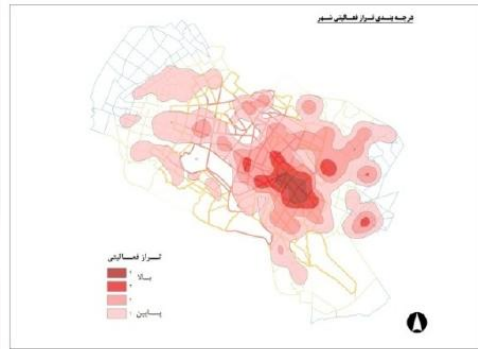 درجه بندی تراز فعالیتی شهر
تراز فعالیتی
بالا
پایین